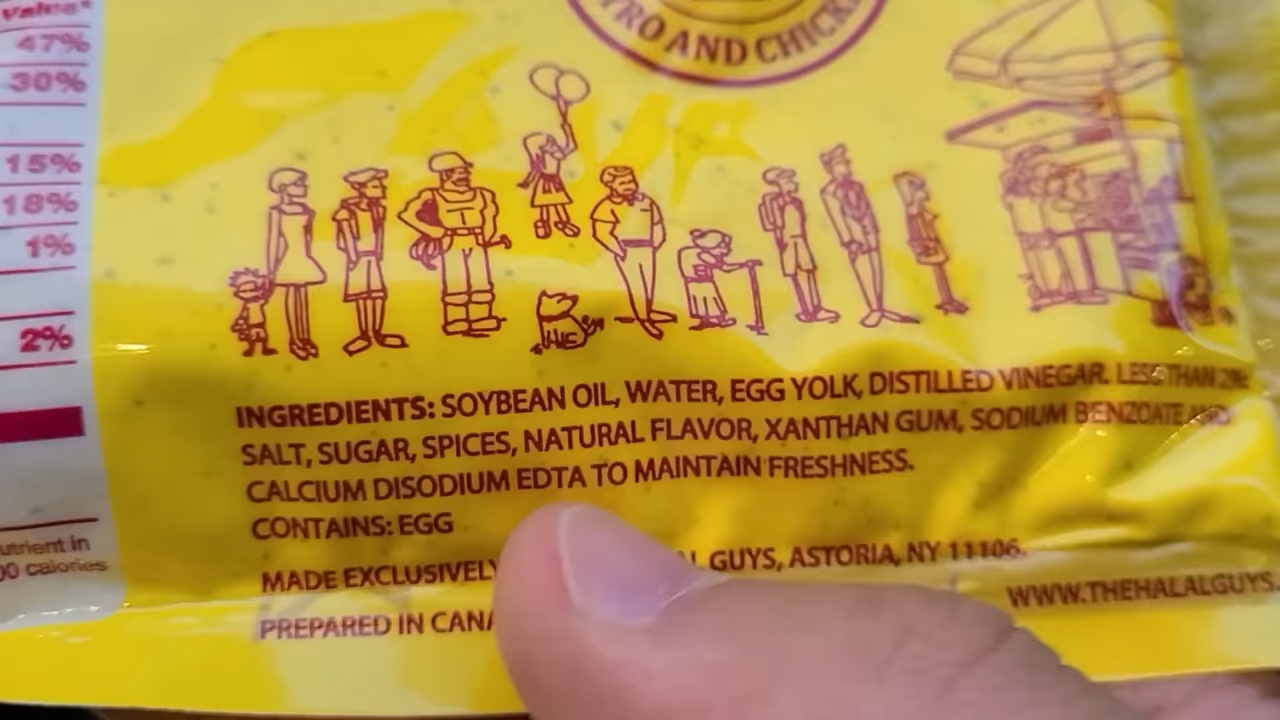 Value*
47%
30%
15%
18%
1%
2%
utrient in
00 calories
RO AND CHICKE
INGREDIENTS: SOYBEAN OIL, WATER, EGG YOLK, DISTILLED VINEGAR. LESS THAN 2%
SALT, SUGAR, SPICES, NATURAL FLAVOR, XANTHAN GUM, SODIUM BENZOATE AND
CALCIUM DISODIUM EDTA TO MAINTAIN FRESHNESS.
CONTAINS: EGG
MADE EXCLUSIVELY L GUYS, ASTORIA, NY 11106.
WWW.THEHALALGUYS.
PREPARED IN CANA